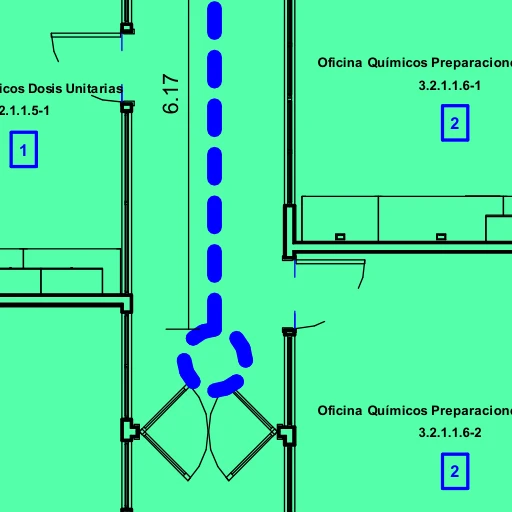 Oficina Químicos Preparacione
3.2.1.1.6-1
2
icos Dosis Unitarias
2.1.1.5-1
1
6.17
Oficina Químicos Preparacione
3.2.1.1.6-2
2